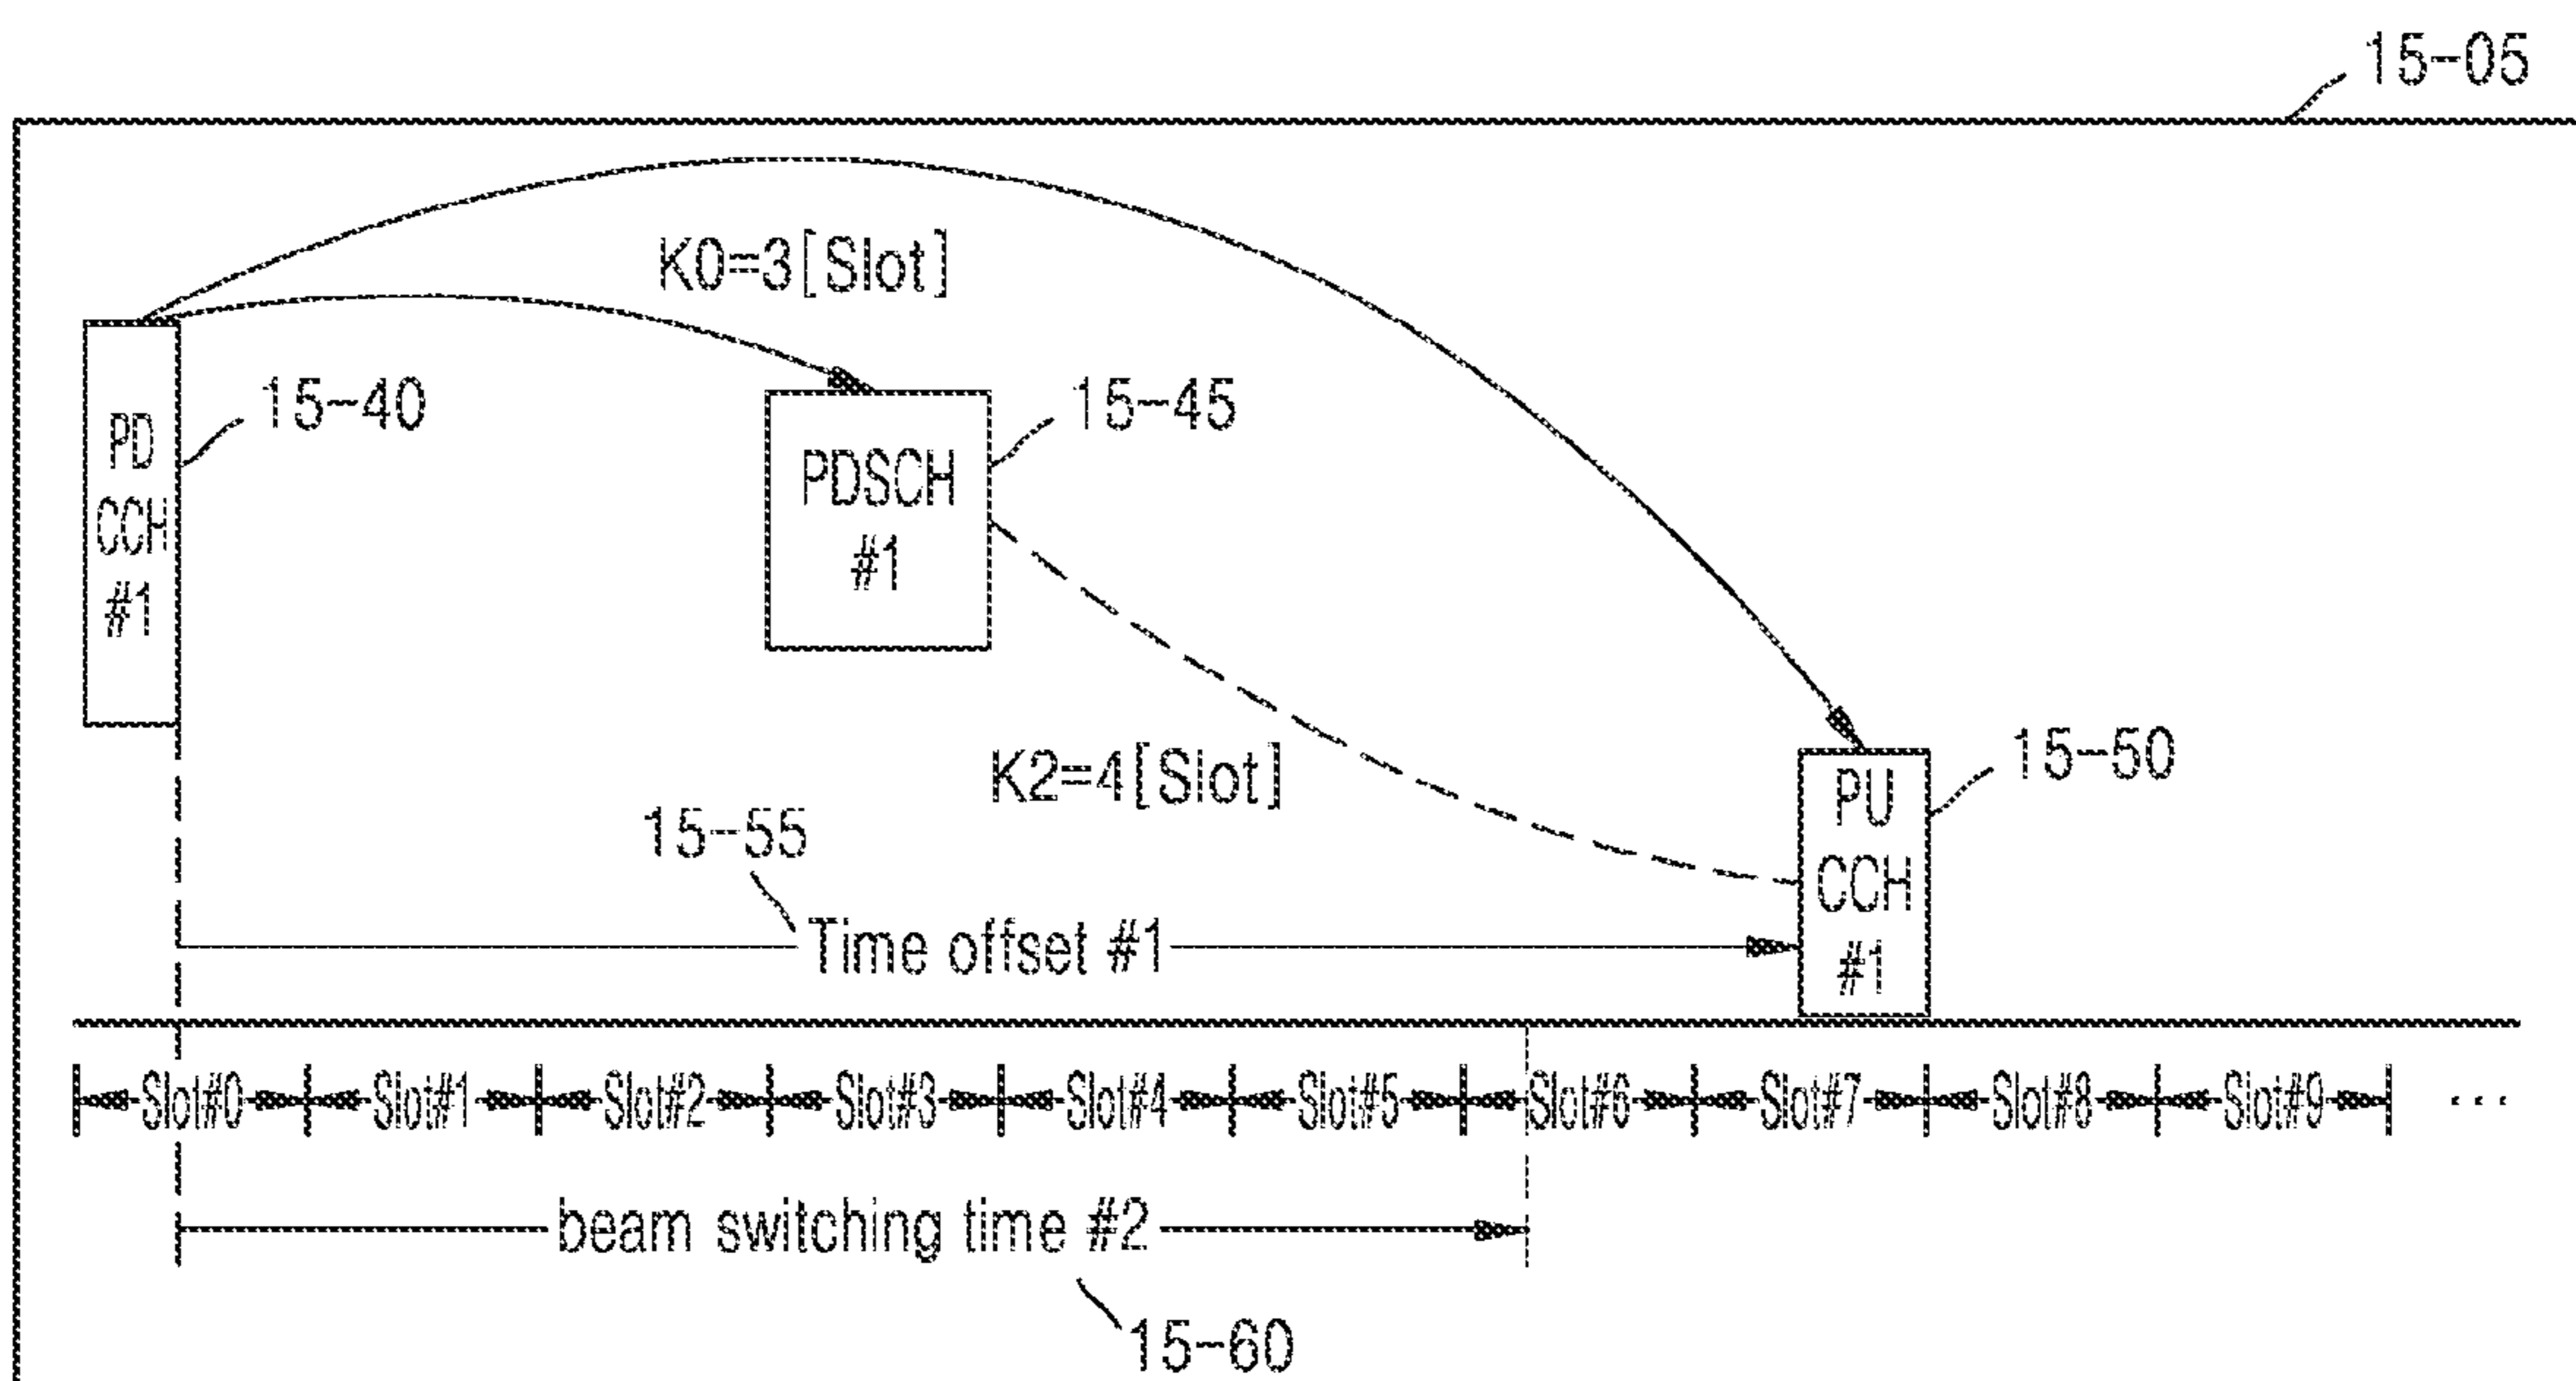 15-05
K0=3[Slot]
PD
CCH
#1
15-40
PDSCH
#1
15-45
K2=4[Slot]
PU
CCH
#1
15-50
15-55
Time offset #1
Slot#0 Slot#1 Slot#2 Slot#3 Slot#4 Slot#5 Slot#6 Slot#7 Slot#8 Slot#9 ...
beam switching time #2
15-60